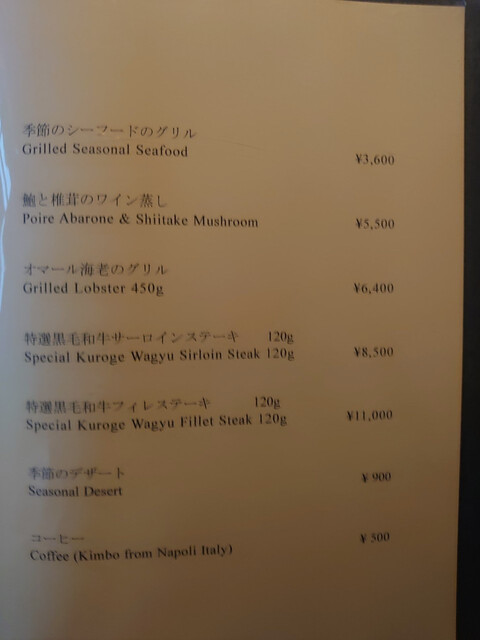 季節のシーフードのグリル
Grilled Seasonal Seafood ¥3,600
鮑と椎茸のワイン蒸し
Poire Abarone & Shiitake Mushroom ¥5,500
オマール海老のグリル
Grilled Lobster 450g ¥6,400
特選黒毛和牛サーロインステーキ 120g
Special Kuroge Wagyu Sirloin Steak 120g ¥8,500
特選黒毛和牛フィレステーキ 120g
Special Kuroge Wagyu Fillet Steak 120g ¥11,000
季節のデザート
Seasonal Desert ¥ 900
コーヒー
Coffee (Kimbo from Napoli Italy) ¥ 500